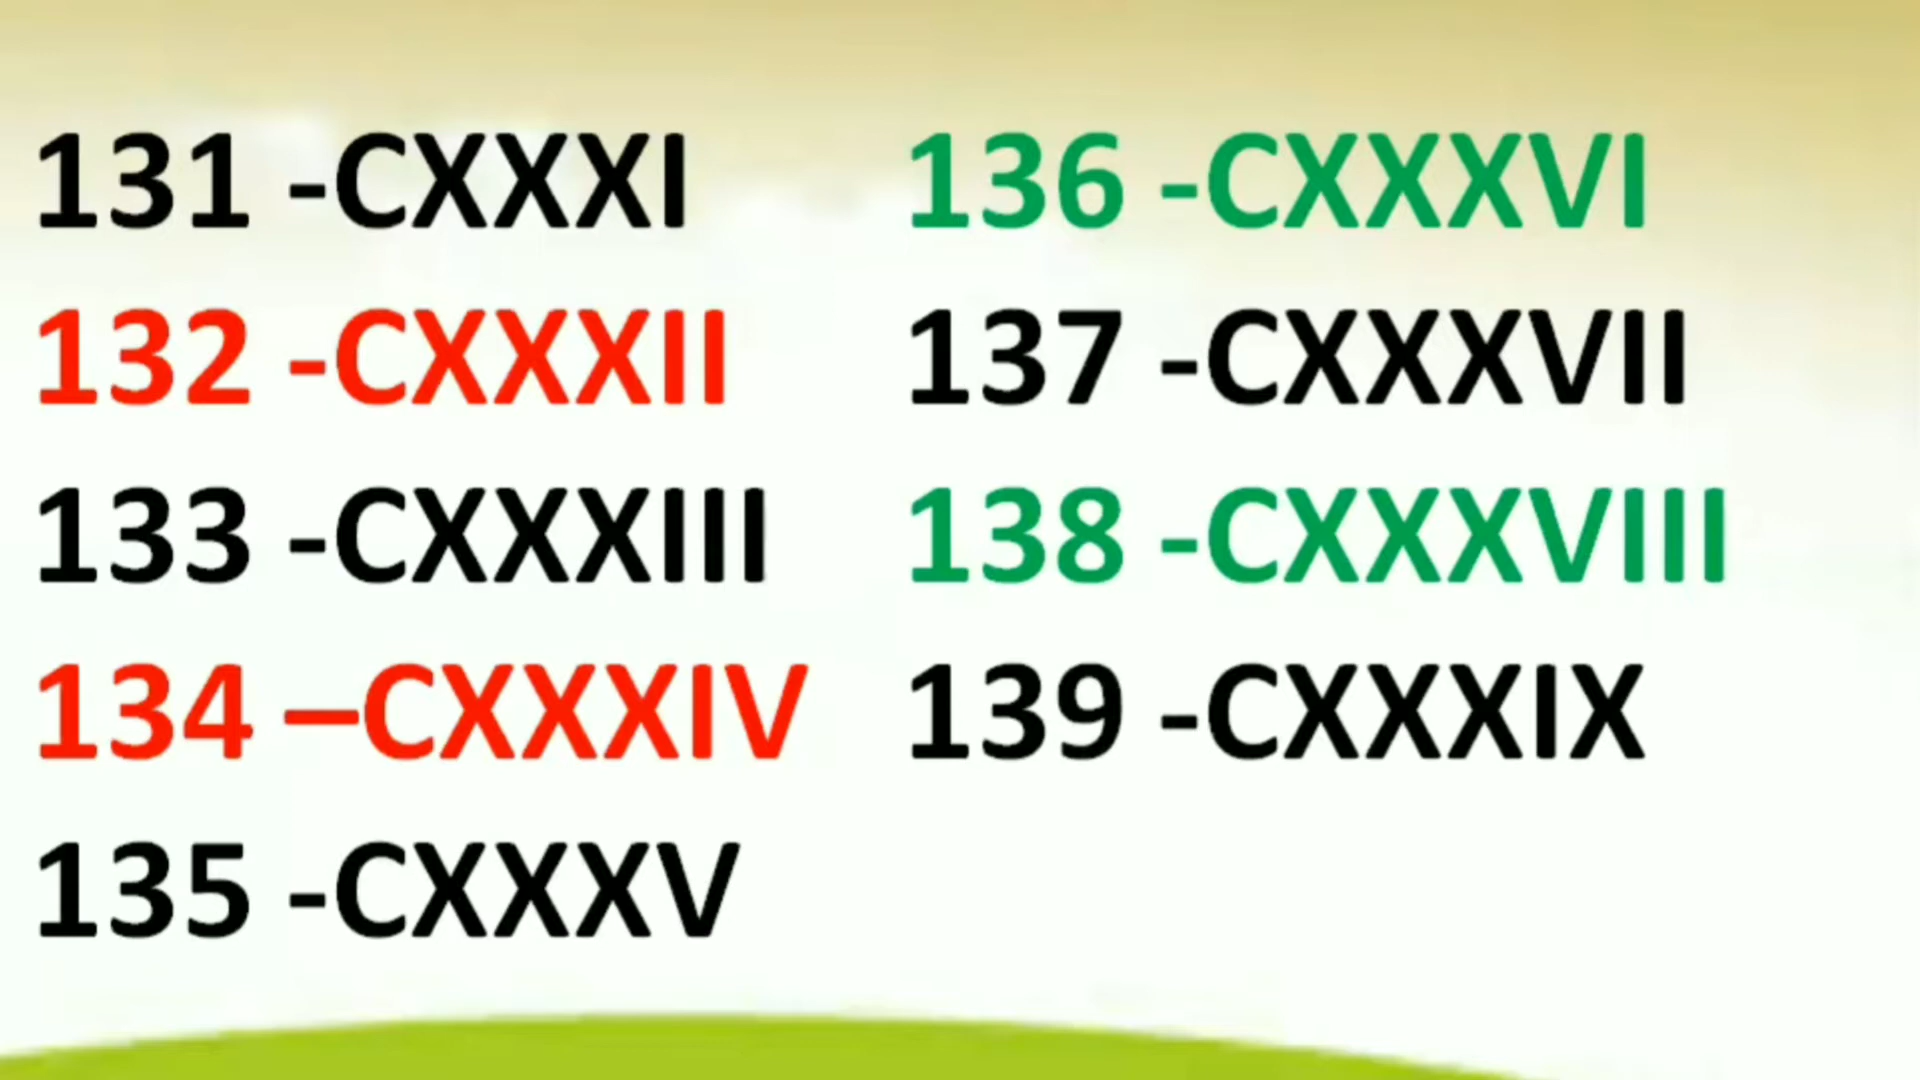 131 -CXXXI
132 -CXXXII
133 -CXXXIII
134 –CXXXIV
135 -CXXXV
136 -CXXXVI
137 -CXXXVII
138 -CXXXVIII
139 -CXXXIX